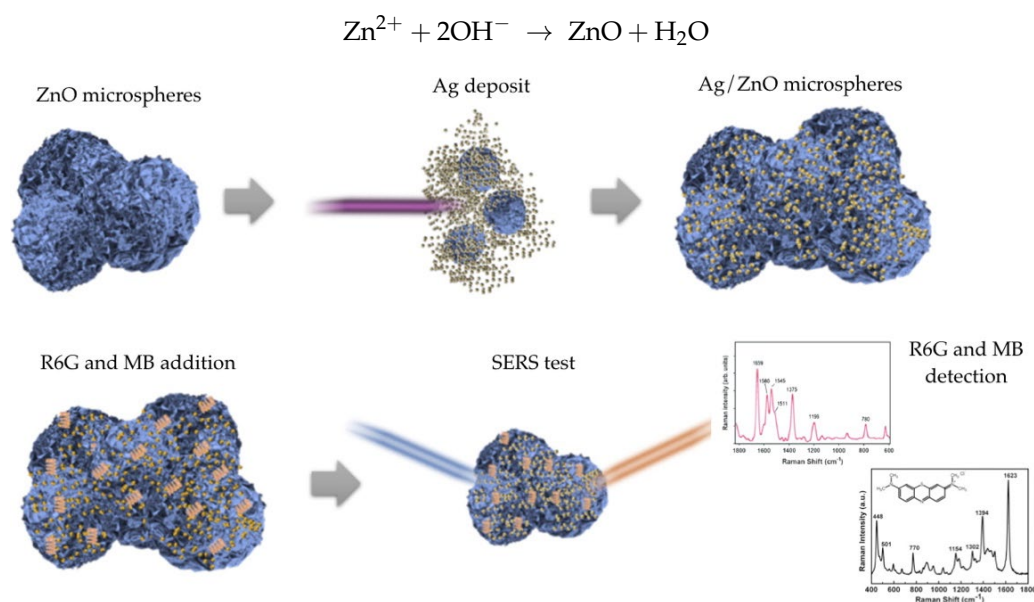 Zn²⁺ + 2OH⁻ → ZnO + H₂O
ZnO microspheres
Ag deposit
Ag/ZnO microspheres
R6G and MB addition
SERS test
R6G and MB
detection
Raman Intensity (arb. units)
1659
1580
1545
1511
1375
1195
780
1800 1600 1400 1200 1000 800 600
Raman Shift (cm⁻¹)
Raman Intensity (a.u.)
448
501
770
1154
1302
1394
1623
400 600 800 1000 1200 1400 1600 1800
Raman Shift (cm⁻¹)